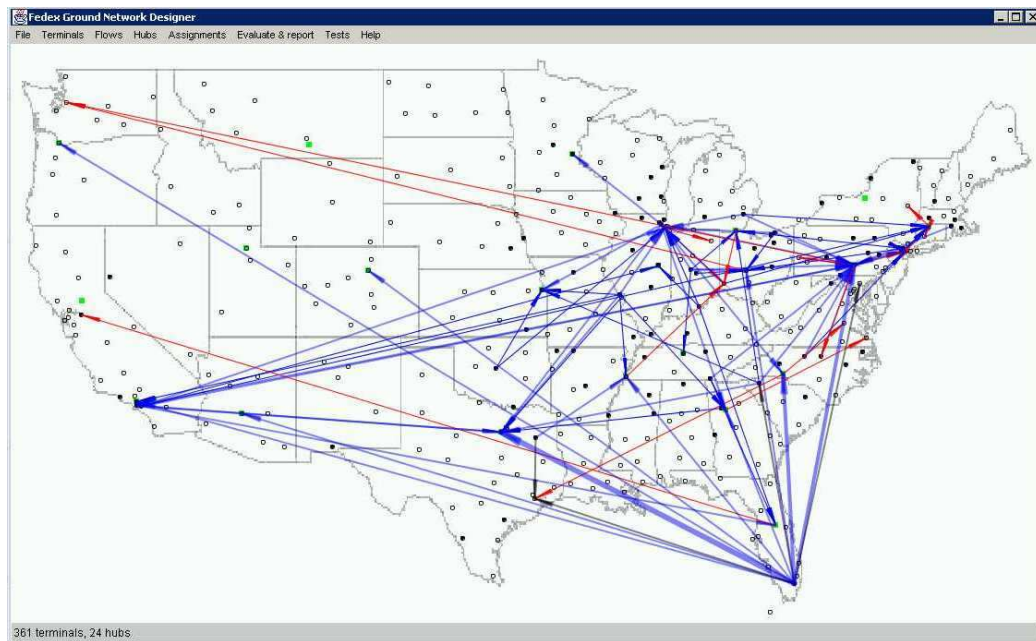 Fedex Ground Network Designer
File Terminals Flows Hubs Assignments Evaluate & report Tests Help
361 terminals, 24 hubs